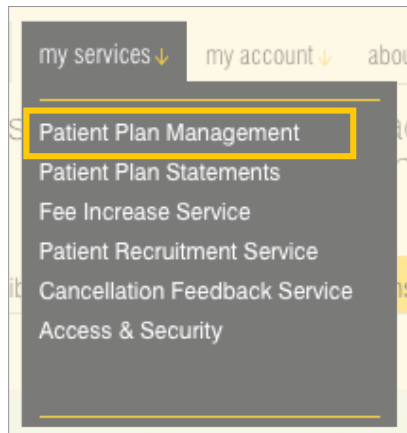 my services↓ my account↓
Patient Plan Management
Patient Plan Statements
Fee Increase Service
Patient Recruitment Service
Cancellation Feedback Service
Access & Security